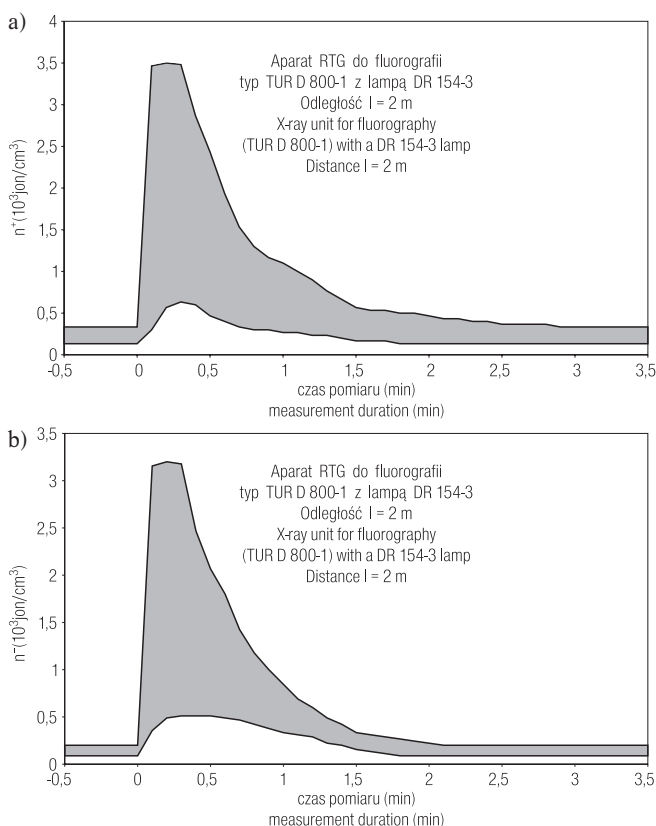 a)
4
3,5
3
2,5
2
1,5
1
0,5
0
n⁺(10³jon/cm³)
Aparat RTG do fluorografii
typ TUR D 800-1 z lampą DR 154-3
Odległość l = 2 m
X-ray unit for fluorography
(TUR D 800-1) with a DR 154-3 lamp
Distance l = 2 m
-0,5 0 0,5 1 1,5 2 2,5 3 3,5
czas pomiaru (min)
measurement duration (min)
b)
3,5
3
2,5
2
1,5
1
0,5
0
n⁻(10³jon/cm³)
Aparat RTG do fluorografii
typ TUR D 800-1 z lampą DR 154-3
Odległość l = 2 m
X-ray unit for fluorography
(TUR D 800-1) with a DR 154-3 lamp
Distance l = 2 m
-0,5 0 0,5 1 1,5 2 2,5 3 3,5
czas pomiaru (min)
measurement duration (min)